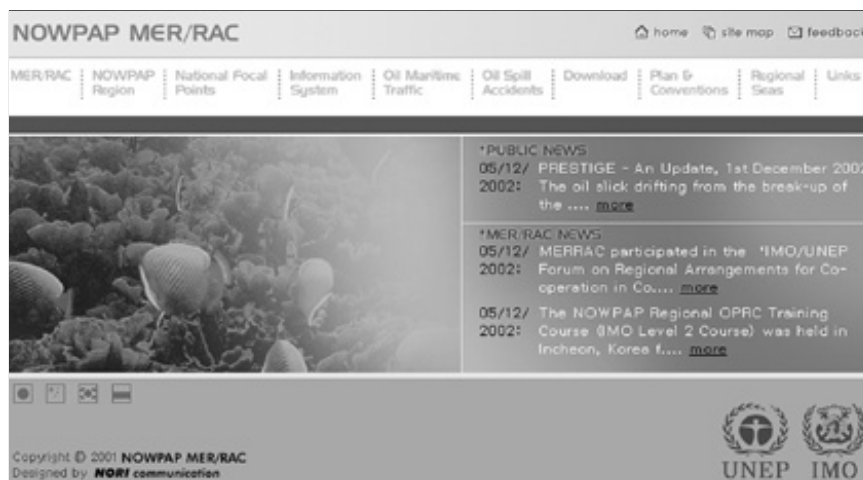 NOWPAP MER/RAC
home site map feedback
MER/RAC NOWPAP Region National Focal Points Information System Oil Maritime Traffic Oil Spill Accidents Download Plan & Conventions Regional Seas Links
*PUBLIC NEWS
05/12/ PRESTIGE - An Update, 1st December 2002
2002: The oil slick drifting from the break-up of
the .... more
*MER/RAC NEWS
05/12/ MERRAC participated in the "IMO/UNEP
2002: Forum on Regional Arrangements for Co-
operation in Co.... more
05/12/ The NOWPAP Regional OPRC Training
2002: Course (IMO Level 2 Course) was held in
Incheon, Korea f.... more
Copyright © 2001 NOWPAP MER/RAC
Designed by NORI communication
UNEP IMO